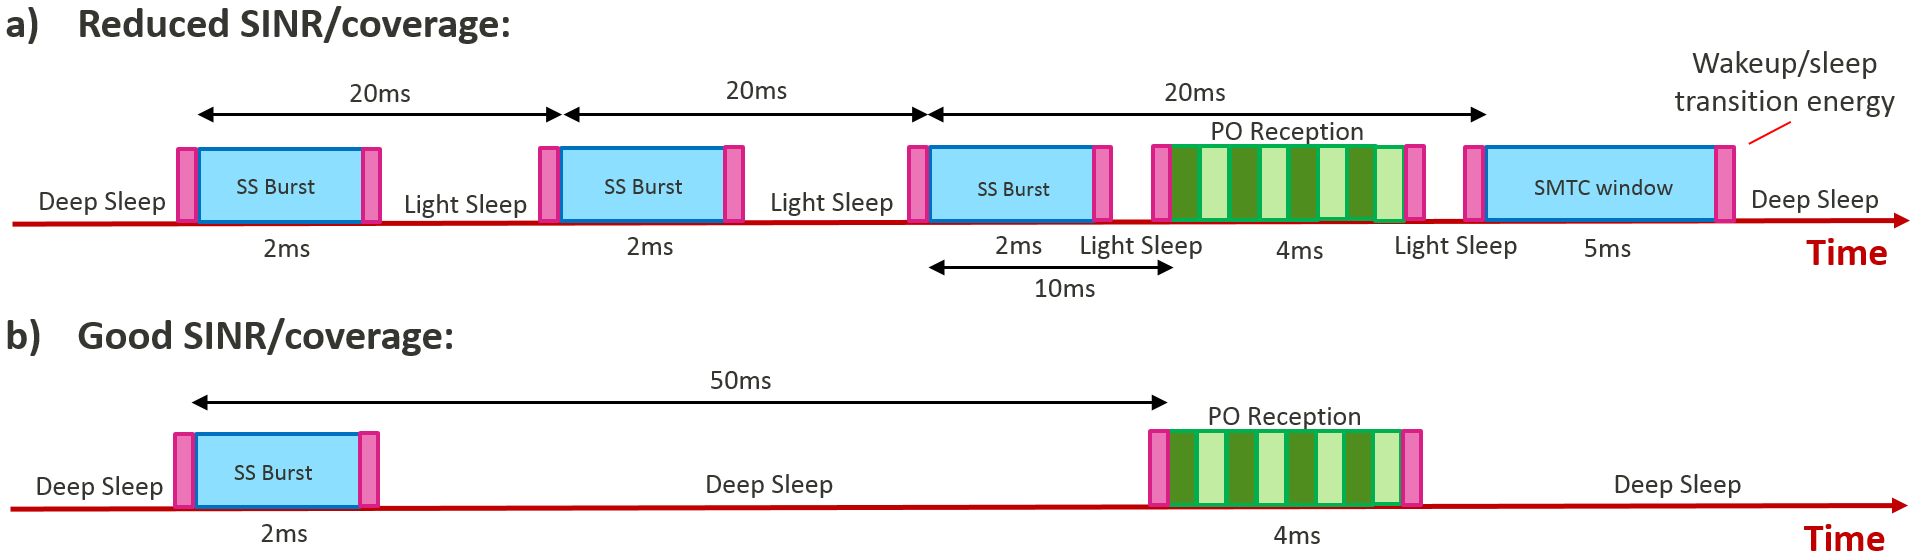 a) Reduced SINR/coverage:
Wakeup/sleep
transition energy
20ms 20ms 20ms
PO Reception
Deep Sleep SS Burst Light Sleep SS Burst Light Sleep SS Burst SMTC window Deep Sleep
2ms 2ms 2ms Light Sleep 4ms Light Sleep 5ms Time
10ms
b) Good SINR/coverage:
50ms
PO Reception
Deep Sleep SS Burst Deep Sleep Deep Sleep
2ms 4ms Time